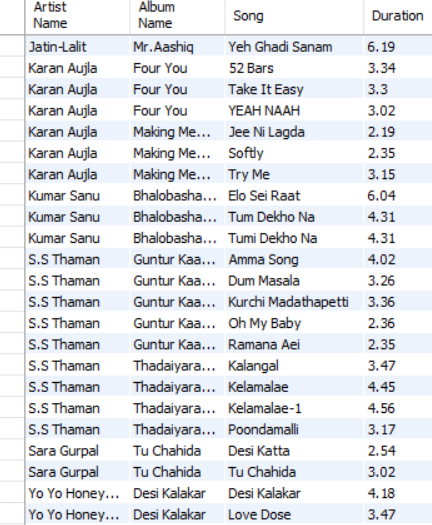 Artist Name Album Name Song Duration
Jatin-Lalit Mr.Aashiq Yeh Ghadi Sanam 6.19
Karan Aujla Four You 52 Bars 3.34
Karan Aujla Four You Take It Easy 3.3
Karan Aujla Four You YEAH NAAH 3.02
Karan Aujla Making Me... Jee Ni Lagda 2.19
Karan Aujla Making Me... Softly 2.35
Karan Aujla Making Me... Try Me 3.15
Kumar Sanu Bhalobasha... Elo Sei Raat 6.04
Kumar Sanu Bhalobasha... Tum Dekho Na 4.31
Kumar Sanu Bhalobasha... Tumi Dekho Na 4.31
S.S Thaman Guntur Kaa... Amma Song 4.02
S.S Thaman Guntur Kaa... Dum Masala 3.26
S.S Thaman Guntur Kaa... Kurchi Madathapetti 3.36
S.S Thaman Guntur Kaa... Oh My Baby 2.36
S.S Thaman Guntur Kaa... Ramana Aei 2.35
S.S Thaman Thadaiyara... Kalangal 3.47
S.S Thaman Thadaiyara... Kelamalae 4.45
S.S Thaman Thadaiyara... Kelamalae-1 4.56
S.S Thaman Thadaiyara... Poondamalli 3.17
Sara Gurpal Tu Chahida Desi Katta 2.54
Sara Gurpal Tu Chahida Tu Chahida 3.02
Yo Yo Honey... Desi Kalakar Desi Kalakar 4.18
Yo Yo Honey... Desi Kalakar Love Dose 3.47